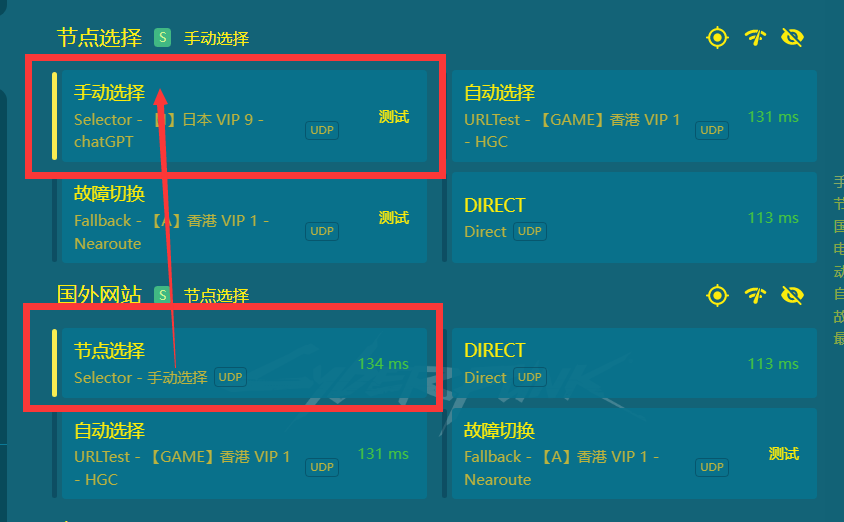 节点选择 S 手动选择
手动选择
Selector - 【J】日本 VIP 9 -
chatGPT
UDP
测试
自动选择
URLTest - 【GAME】香港 VIP 1
- HGC
UDP
131 ms
故障切换
Fallback - 【A】香港 VIP 1 -
Nearoute
UDP
测试
DIRECT
Direct UDP
113 ms
国外网站 S 节点选择
节点选择
Selector - 手动选择 UDP
134 ms
DIRECT
Direct UDP
113 ms
自动选择
URLTest - 【GAME】香港 VIP 1
- HGC
UDP
131 ms
故障切换
Fallback - 【A】香港 VIP 1 -
Nearoute
UDP
测试
手
节
国
电
动
自
故
最